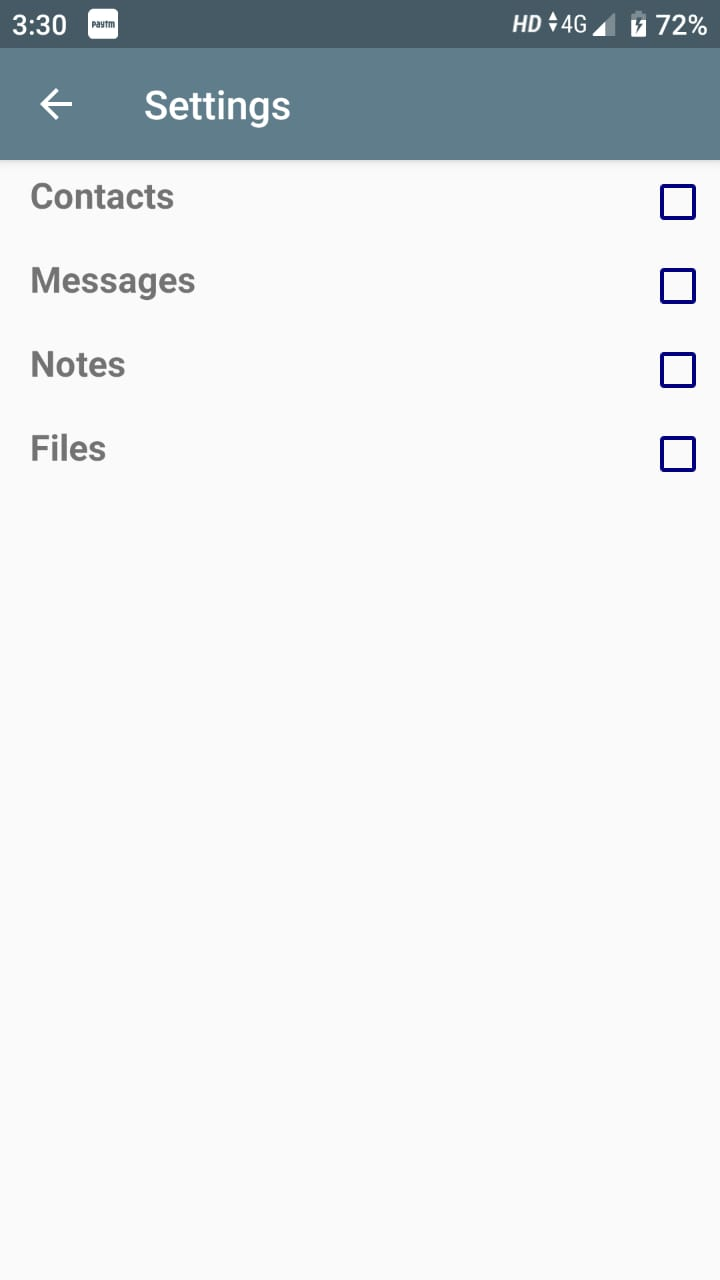 3:30 Paytm HD 4G 72%
Settings
Contacts
Messages
Notes
Files